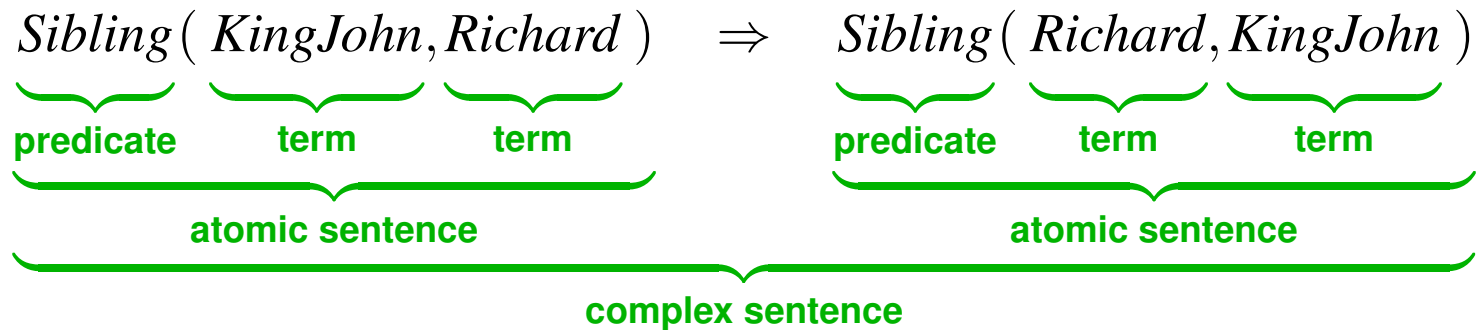 Sibling( KingJohn, Richard ) ⇒ Sibling( Richard, KingJohn )
predicate term term predicate term term
atomic sentence atomic sentence
complex sentence